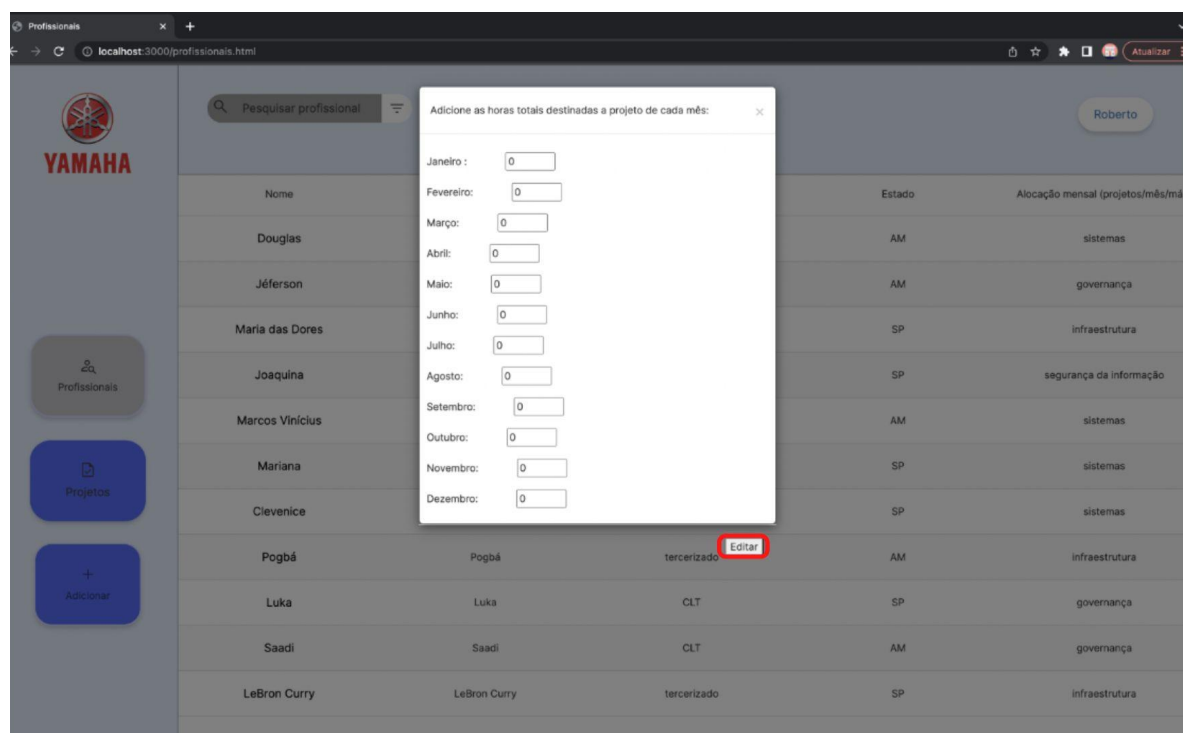 Profissionais
localhost:3000/profissionais.html
Atualizar
YAMAHA
Pesquisar profissional
Roberto
Adicione as horas totais destinadas a projeto de cada mês:
Janeiro : 0
Fevereiro: 0
Março: 0
Abril: 0
Maio: 0
Junho: 0
Julho: 0
Agosto: 0
Setembro: 0
Outubro: 0
Novembro: 0
Dezembro: 0
Editar
Profissionais
Projetos
Adicionar
Nome Estado Alocação mensal (projetos/mês/má
Douglas AM sistemas
Jéferson AM governança
Maria das Dores SP infraestrutura
Joaquina SP segurança da informação
Marcos Vinícius AM sistemas
Mariana SP sistemas
Clevenice SP sistemas
Pogbá Pogbá tercerizado AM infraestrutura
Luka Luka CLT SP governança
Saadi Saadi CLT AM governança
LeBron Curry LeBron Curry tercerizado SP infraestrutura